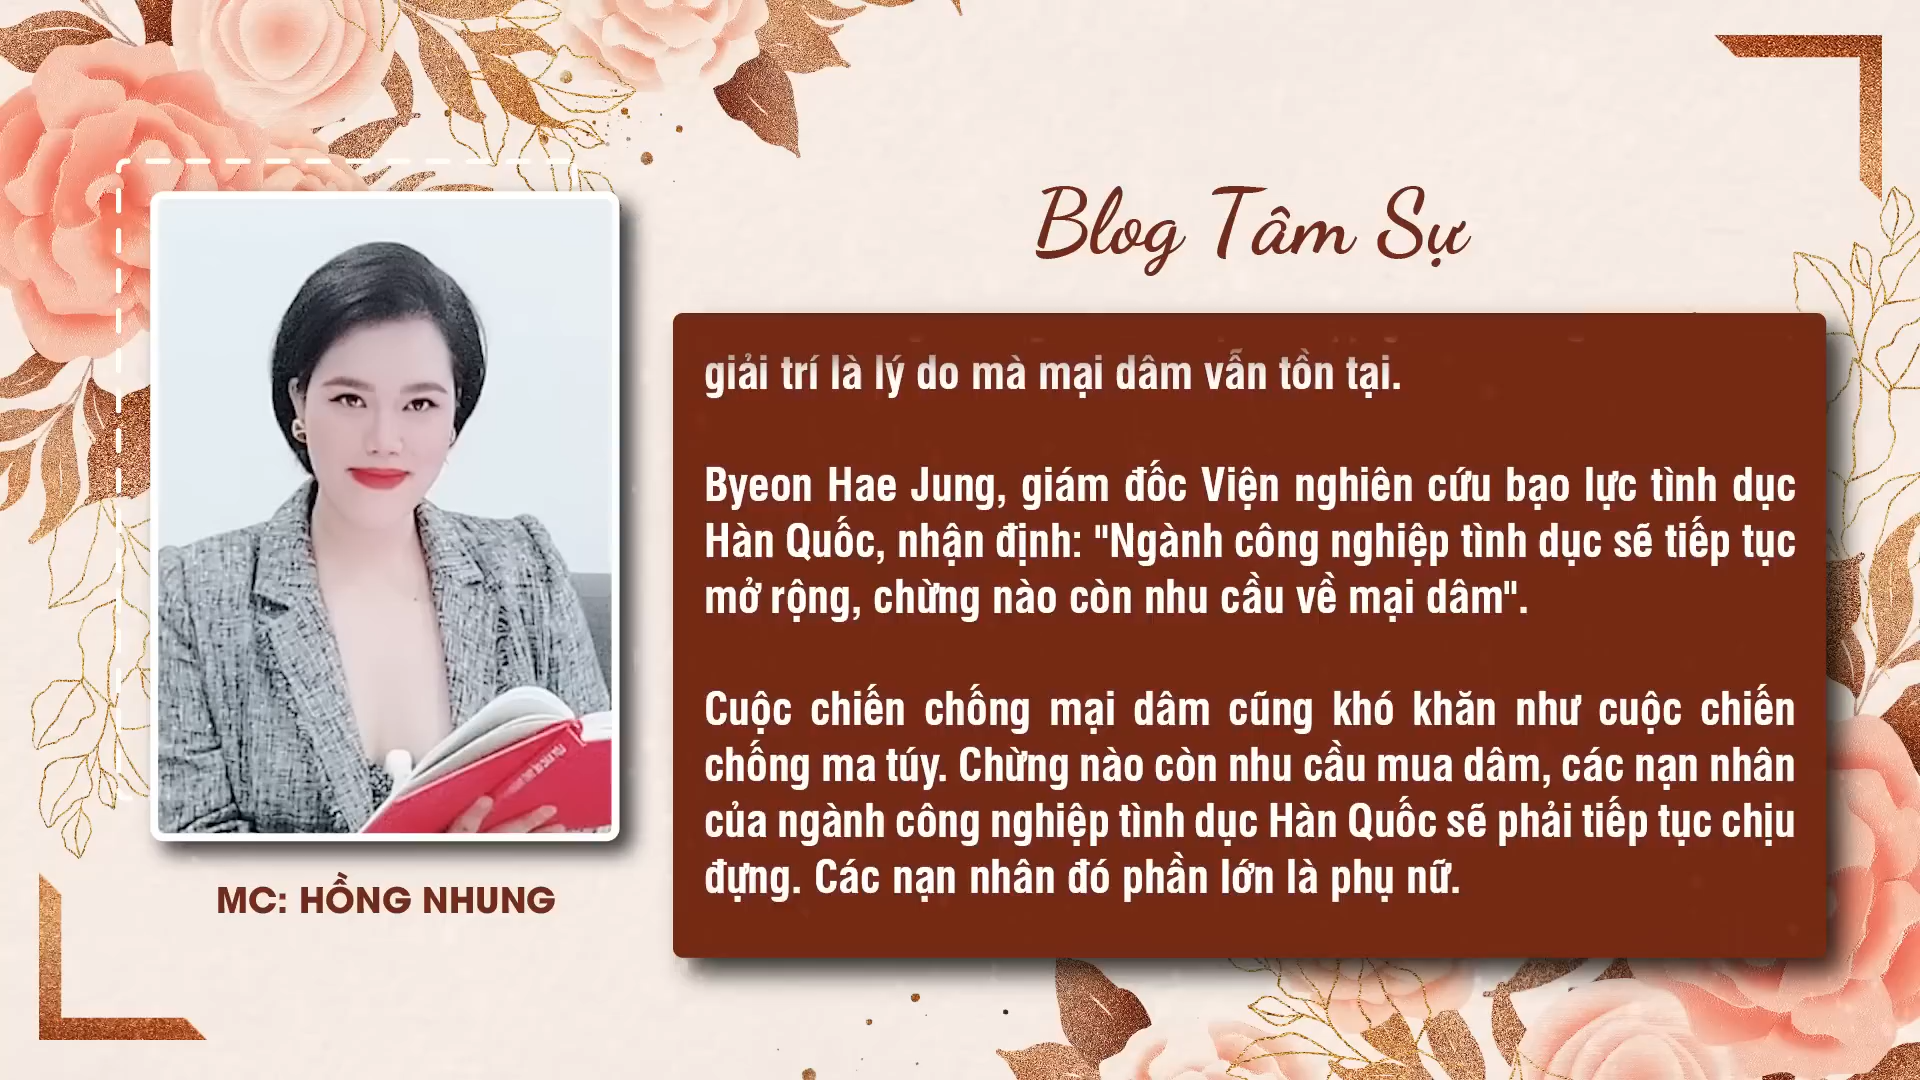 Blog Tâm Sự
giải trí là lý do mà mại dâm vẫn tồn tại.
Byeon Hae Jung, giám đốc Viện nghiên cứu bạo lực tình dục
Hàn Quốc, nhận định: "Ngành công nghiệp tình dục sẽ tiếp tục
mở rộng, chừng nào còn nhu cầu về mại dâm".
Cuộc chiến chống mại dâm cũng khó khăn như cuộc chiến
chống ma túy. Chừng nào còn nhu cầu mua dâm, các nạn nhân
của ngành công nghiệp tình dục Hàn Quốc sẽ phải tiếp tục chịu
đựng. Các nạn nhân đó phần lớn là phụ nữ.
MC: HỒNG NHUNG